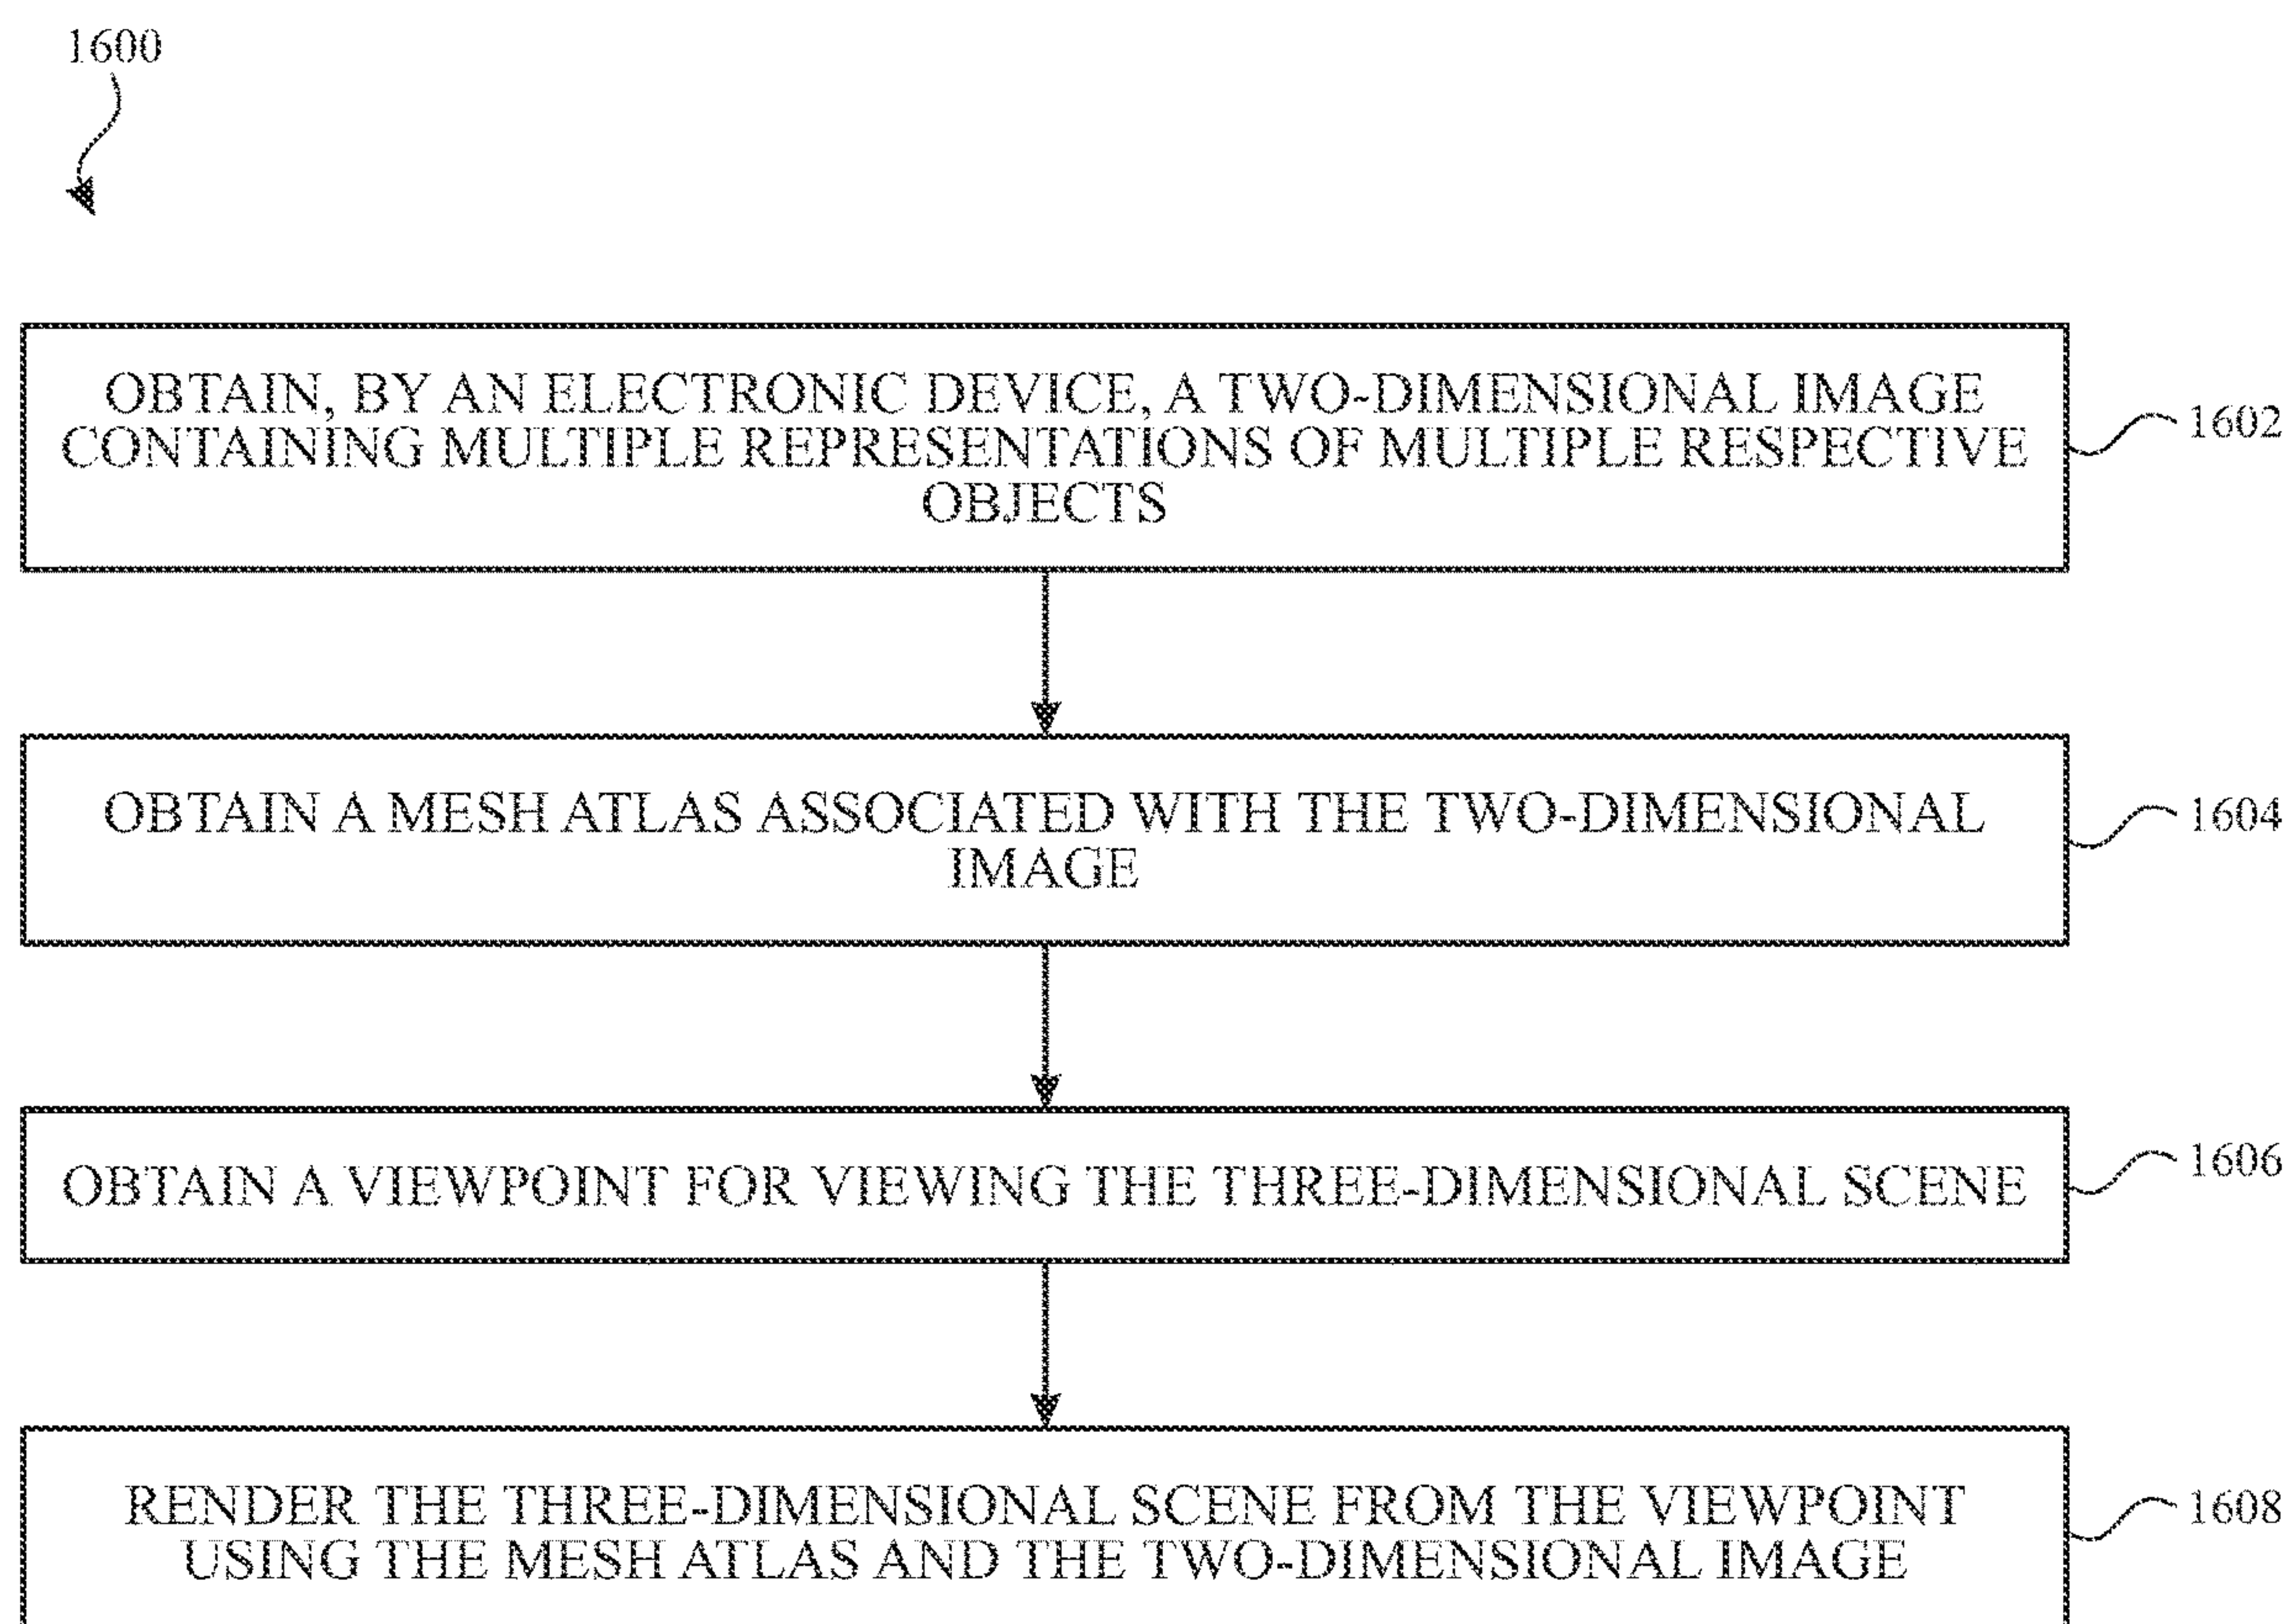 1600
OBTAIN, BY AN ELECTRONIC DEVICE, A TWO-DIMENSIONAL IMAGE
CONTAINING MULTIPLE REPRESENTATIONS OF MULTIPLE RESPECTIVE
OBJECTS
1602
OBTAIN A MESH ATLAS ASSOCIATED WITH THE TWO-DIMENSIONAL
IMAGE
1604
OBTAIN A VIEWPOINT FOR VIEWING THE THREE-DIMENSIONAL SCENE
1606
RENDER THE THREE-DIMENSIONAL SCENE FROM THE VIEWPOINT
USING THE MESH ATLAS AND THE TWO-DIMENSIONAL IMAGE
1608